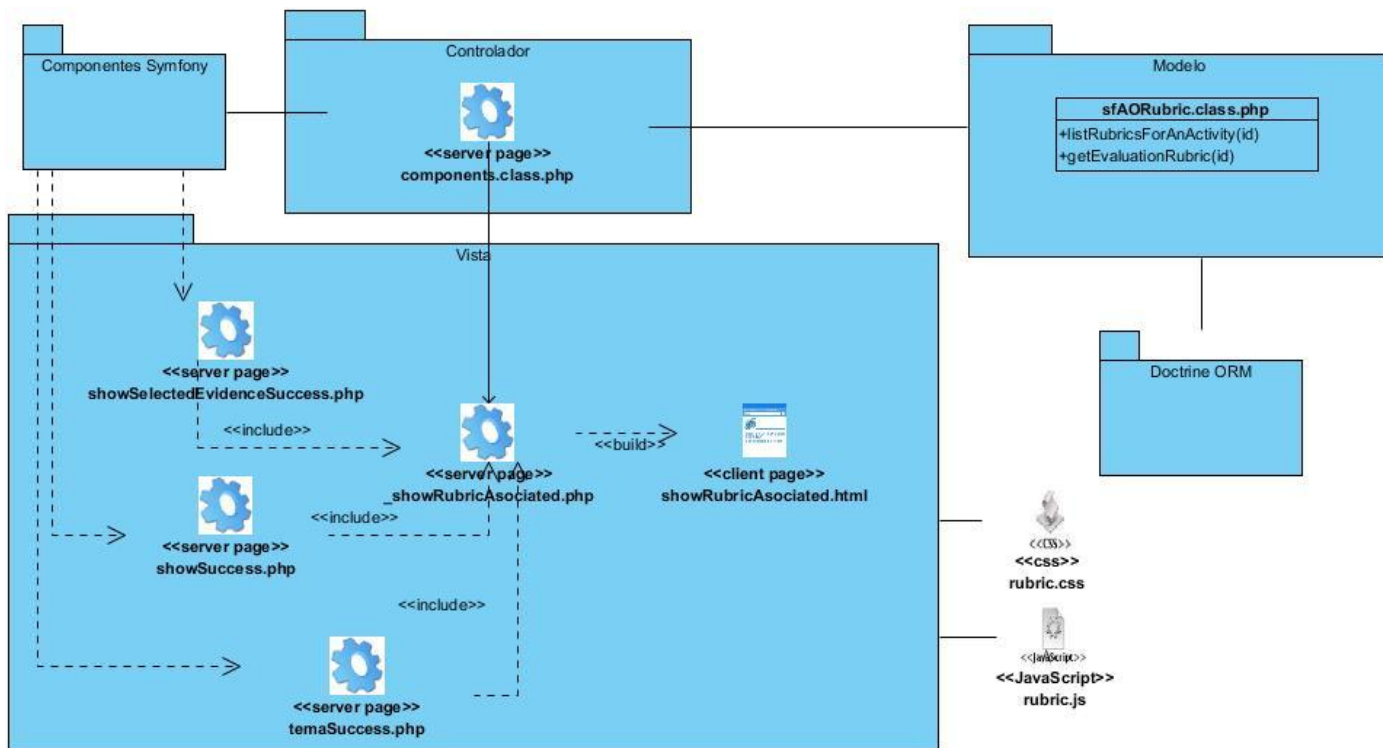 Componentes Symfony
Controlador
<<server page>>
components.class.php
Modelo
sfAORubric.class.php
+listRubricsForAnActivity(id)
+getEvaluationRubric(id)
Vista
<<server page>>
showSelectedEvidenceSuccess.php
<<include>>
<<server page>>
_showRubricAsociated.php
<<build>>
<<client page>>
showRubricAsociated.html
Doctrine ORM
<<include>>
<<server page>>
showSuccess.php
<<CSS>>
<<css>>
rubric.css
<<include>>
<<server page>>
temaSuccess.php
<<JavaScript>>
<<JavaScript>>
rubric.js